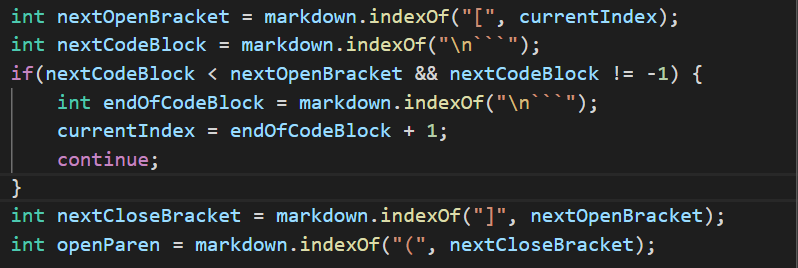 int nextOpenBracket = markdown.indexOf("[", currentIndex);
int nextCodeBlock = markdown.indexOf("\n```");
if(nextCodeBlock < nextOpenBracket && nextCodeBlock != -1) {
    int endOfCodeBlock = markdown.indexOf("\n```");
    currentIndex = endOfCodeBlock + 1;
    continue;
}
int nextCloseBracket = markdown.indexOf("]", nextOpenBracket);
int openParen = markdown.indexOf("(", nextCloseBracket);